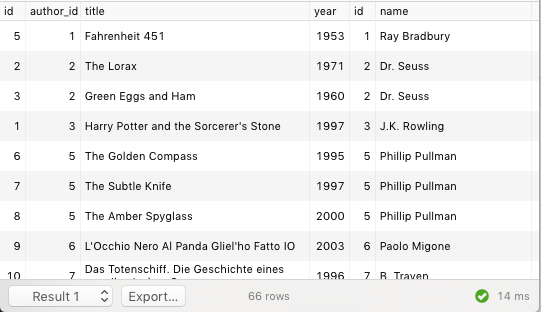 id author_id title year id name
5 1 Fahrenheit 451 1953 1 Ray Bradbury
2 2 The Lorax 1971 2 Dr. Seuss
3 2 Green Eggs and Ham 1960 2 Dr. Seuss
1 3 Harry Potter and the Sorcerer's Stone 1997 3 J.K. Rowling
6 5 The Golden Compass 1995 5 Phillip Pullman
7 5 The Subtle Knife 1997 5 Phillip Pullman
8 5 The Amber Spyglass 2000 5 Phillip Pullman
9 6 L'Occhio Nero Al Panda Gliel'ho Fatto IO 2003 6 Paolo Migone
10 7 Das Totenschiff. Die Geschichte eines 1996 7 B. Traven
Result 1 Export... 66 rows 14 ms